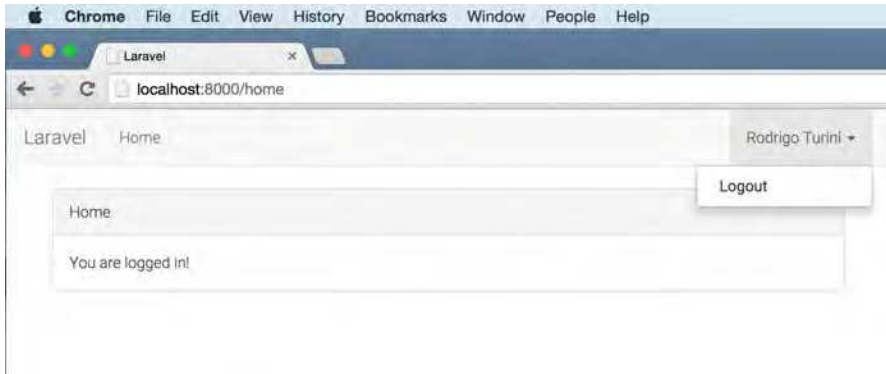 Chrome File Edit View History Bookmarks Window People Help
Laravel
localhost:8000/home
Laravel Home Rodrigo Turini
Logout
Home
You are logged in!